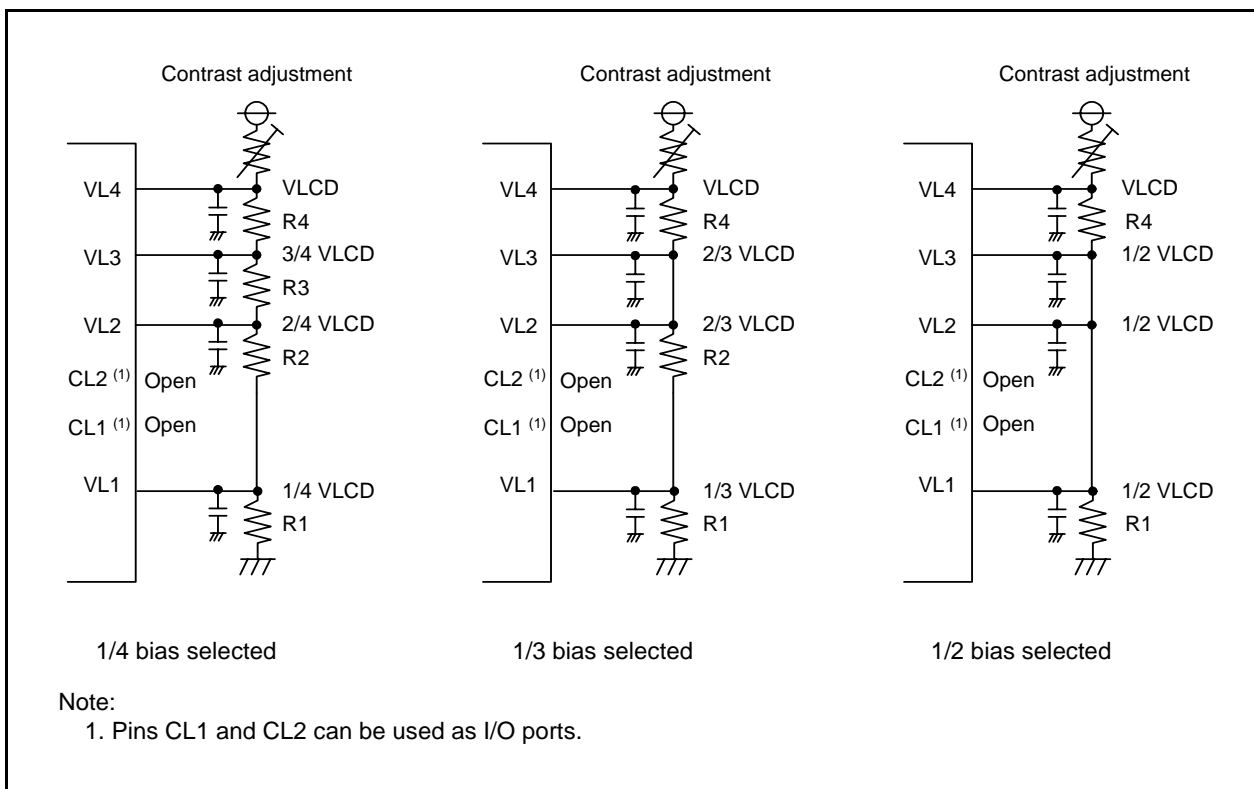 Contrast adjustment
VL4
VLCD
R4
VL3
3/4 VLCD
R3
VL2
2/4 VLCD
R2
CL2 (1) Open
CL1 (1) Open
VL1
1/4 VLCD
R1
1/4 bias selected
Contrast adjustment
VL4
VLCD
R4
VL3
2/3 VLCD
VL2
2/3 VLCD
R2
CL2 (1) Open
CL1 (1) Open
VL1
1/3 VLCD
R1
1/3 bias selected
Contrast adjustment
VL4
VLCD
R4
VL3
1/2 VLCD
VL2
1/2 VLCD
CL2 (1) Open
CL1 (1) Open
VL1
1/2 VLCD
R1
1/2 bias selected
Note:
1. Pins CL1 and CL2 can be used as I/O ports.